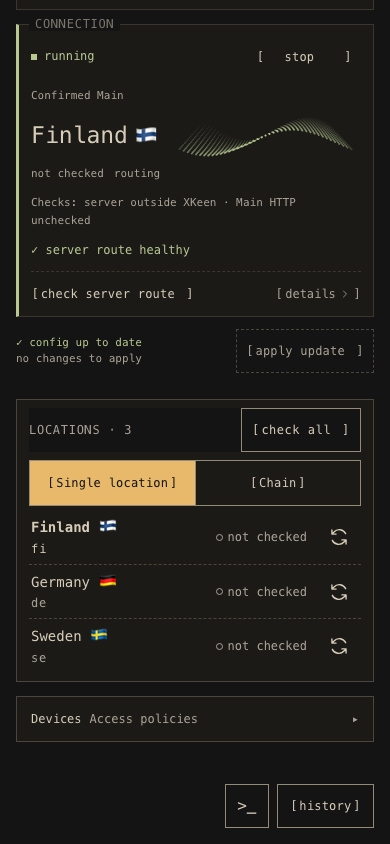 CONNECTION
running
[ stop ]
Confirmed Main
Finland 🇫🇮
not checked routing
Checks: server outside XKeen · Main HTTP
unchecked
✓ server route healthy
[check server route ]
[details › ]
✓ config up to date
no changes to apply
[apply update ]
LOCATIONS · 3
[check all ]
[Single location]
[Chain]
Finland 🇫🇮
fi
not checked
Germany 🇩🇪
de
not checked
Sweden 🇸🇪
se
not checked
Devices Access policies ▸
>_
[history]